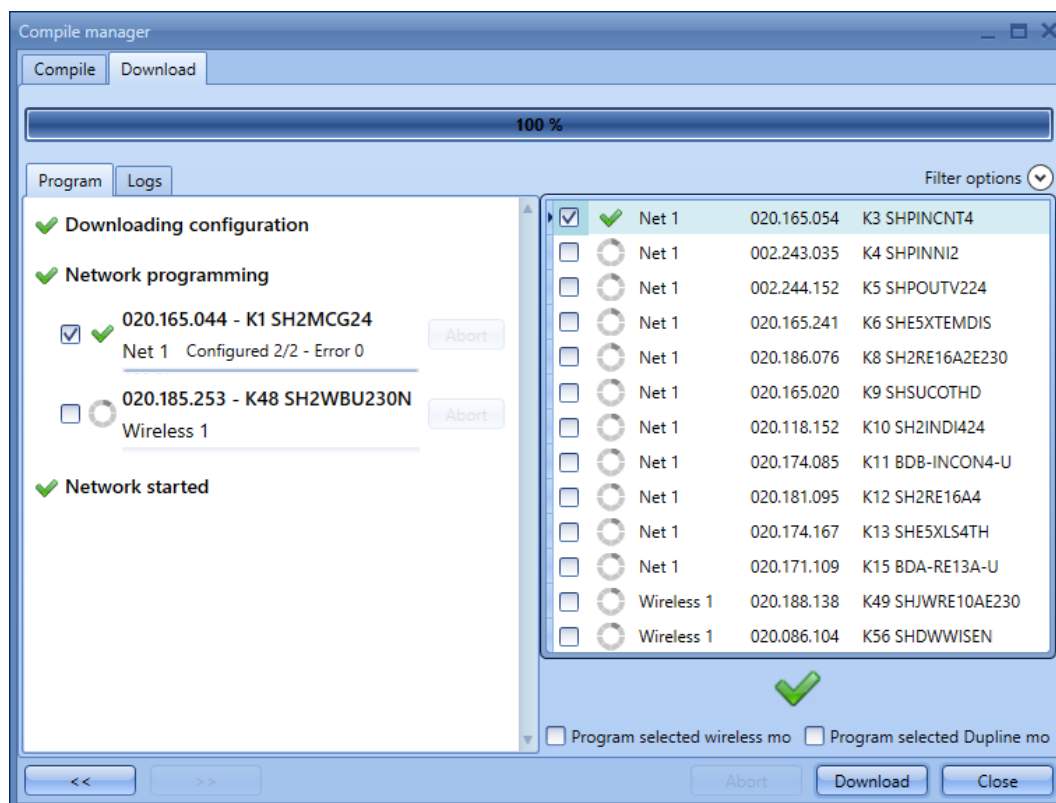 Compile manager
Compile Download
100 %
Program Logs
Filter options
Downloading configuration
Network programming
020.165.044 - K1 SH2MCG24
Net 1 Configured 2/2 - Error 0
Abort
020.185.253 - K48 SH2WBU230N
Wireless 1
Abort
Network started
Net 1 020.165.054 K3 SHPINCNT4
Net 1 002.243.035 K4 SHPINNI2
Net 1 002.244.152 K5 SHPOUTV224
Net 1 020.165.241 K6 SHE5XTEMDIS
Net 1 020.186.076 K8 SH2RE16A2E230
Net 1 020.165.020 K9 SHSUCOTHD
Net 1 020.118.152 K10 SH2INDI424
Net 1 020.174.085 K11 BDB-INCON4-U
Net 1 020.181.095 K12 SH2RE16A4
Net 1 020.174.167 K13 SHE5XLS4TH
Net 1 020.171.109 K15 BDA-RE13A-U
Wireless 1 020.188.138 K49 SHJWRE10AE230
Wireless 1 020.086.104 K56 SHDWWISEN
Program selected wireless mo Program selected Dupline mo
<< >> Abort Download Close